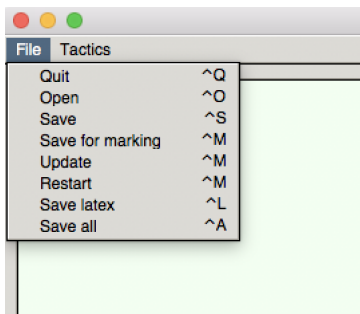 File Tactics
Quit ^Q
Open ^O
Save ^S
Save for marking ^M
Update ^M
Restart ^M
Save latex ^L
Save all ^A